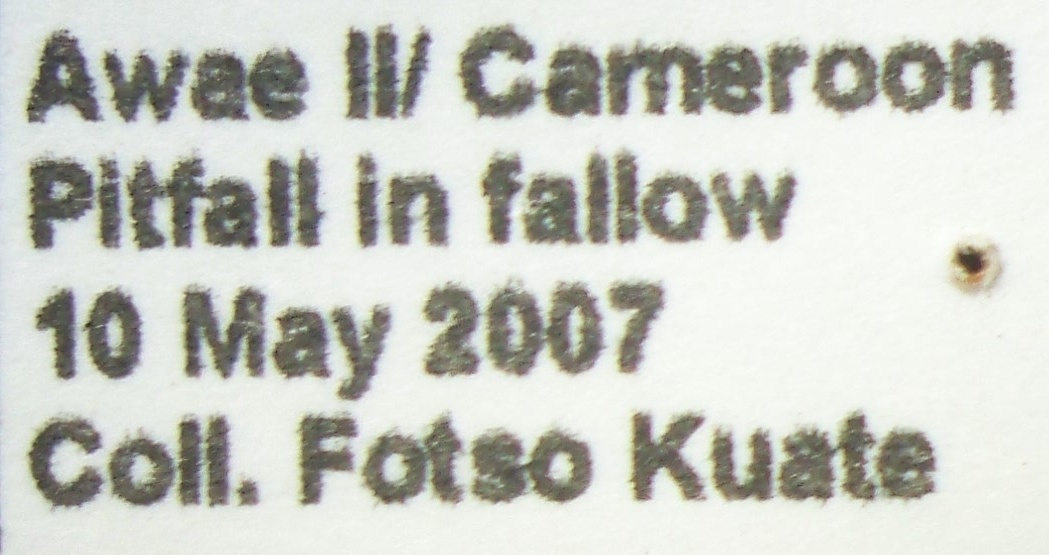 Awae II/ Cameroon
Pitfall in fallow
10 May 2007
Coll. Fotso Kuate